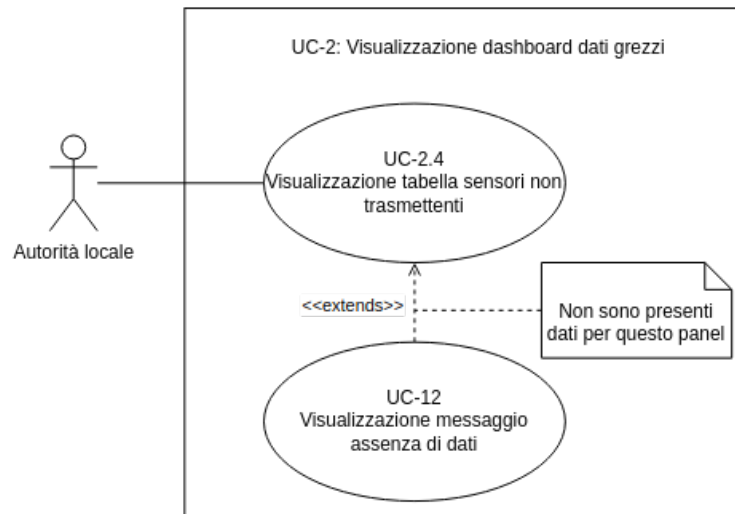 UC-2: Visualizzazione dashboard dati grezzi
UC-2.4
Visualizzazione tabella sensori non
trasmettenti
Autorità locale
<<extends>>
Non sono presenti
dati per questo panel
UC-12
Visualizzazione messaggio
assenza di dati